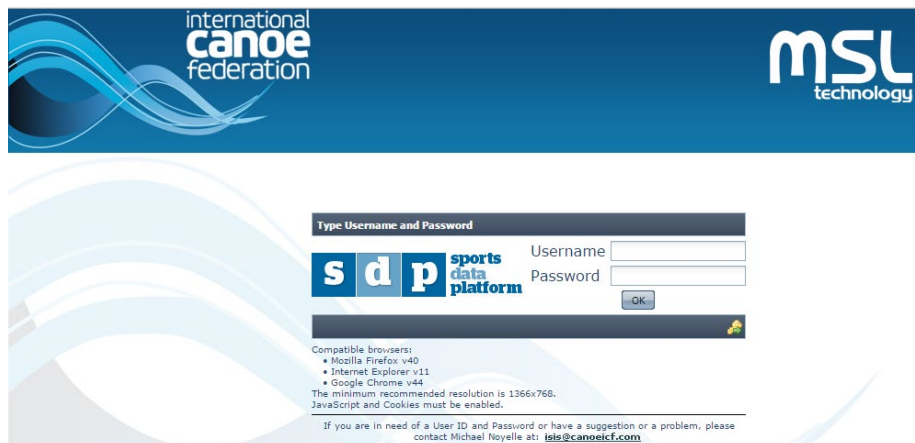 international
canoe
federation
MSL
technology
Type Username and Password
s d p sports data platform
Username
Password
OK
Compatible browsers:
• Mozilla Firefox v40
• Internet Explorer v11
• Google Chrome v44
The minimum recommended resolution is 1366x768.
JavaScript and Cookies must be enabled.
If you are in need of a User ID and Password or have a suggestion or a problem, please
contact Michael Noyelle at: isis@canoeicf.com